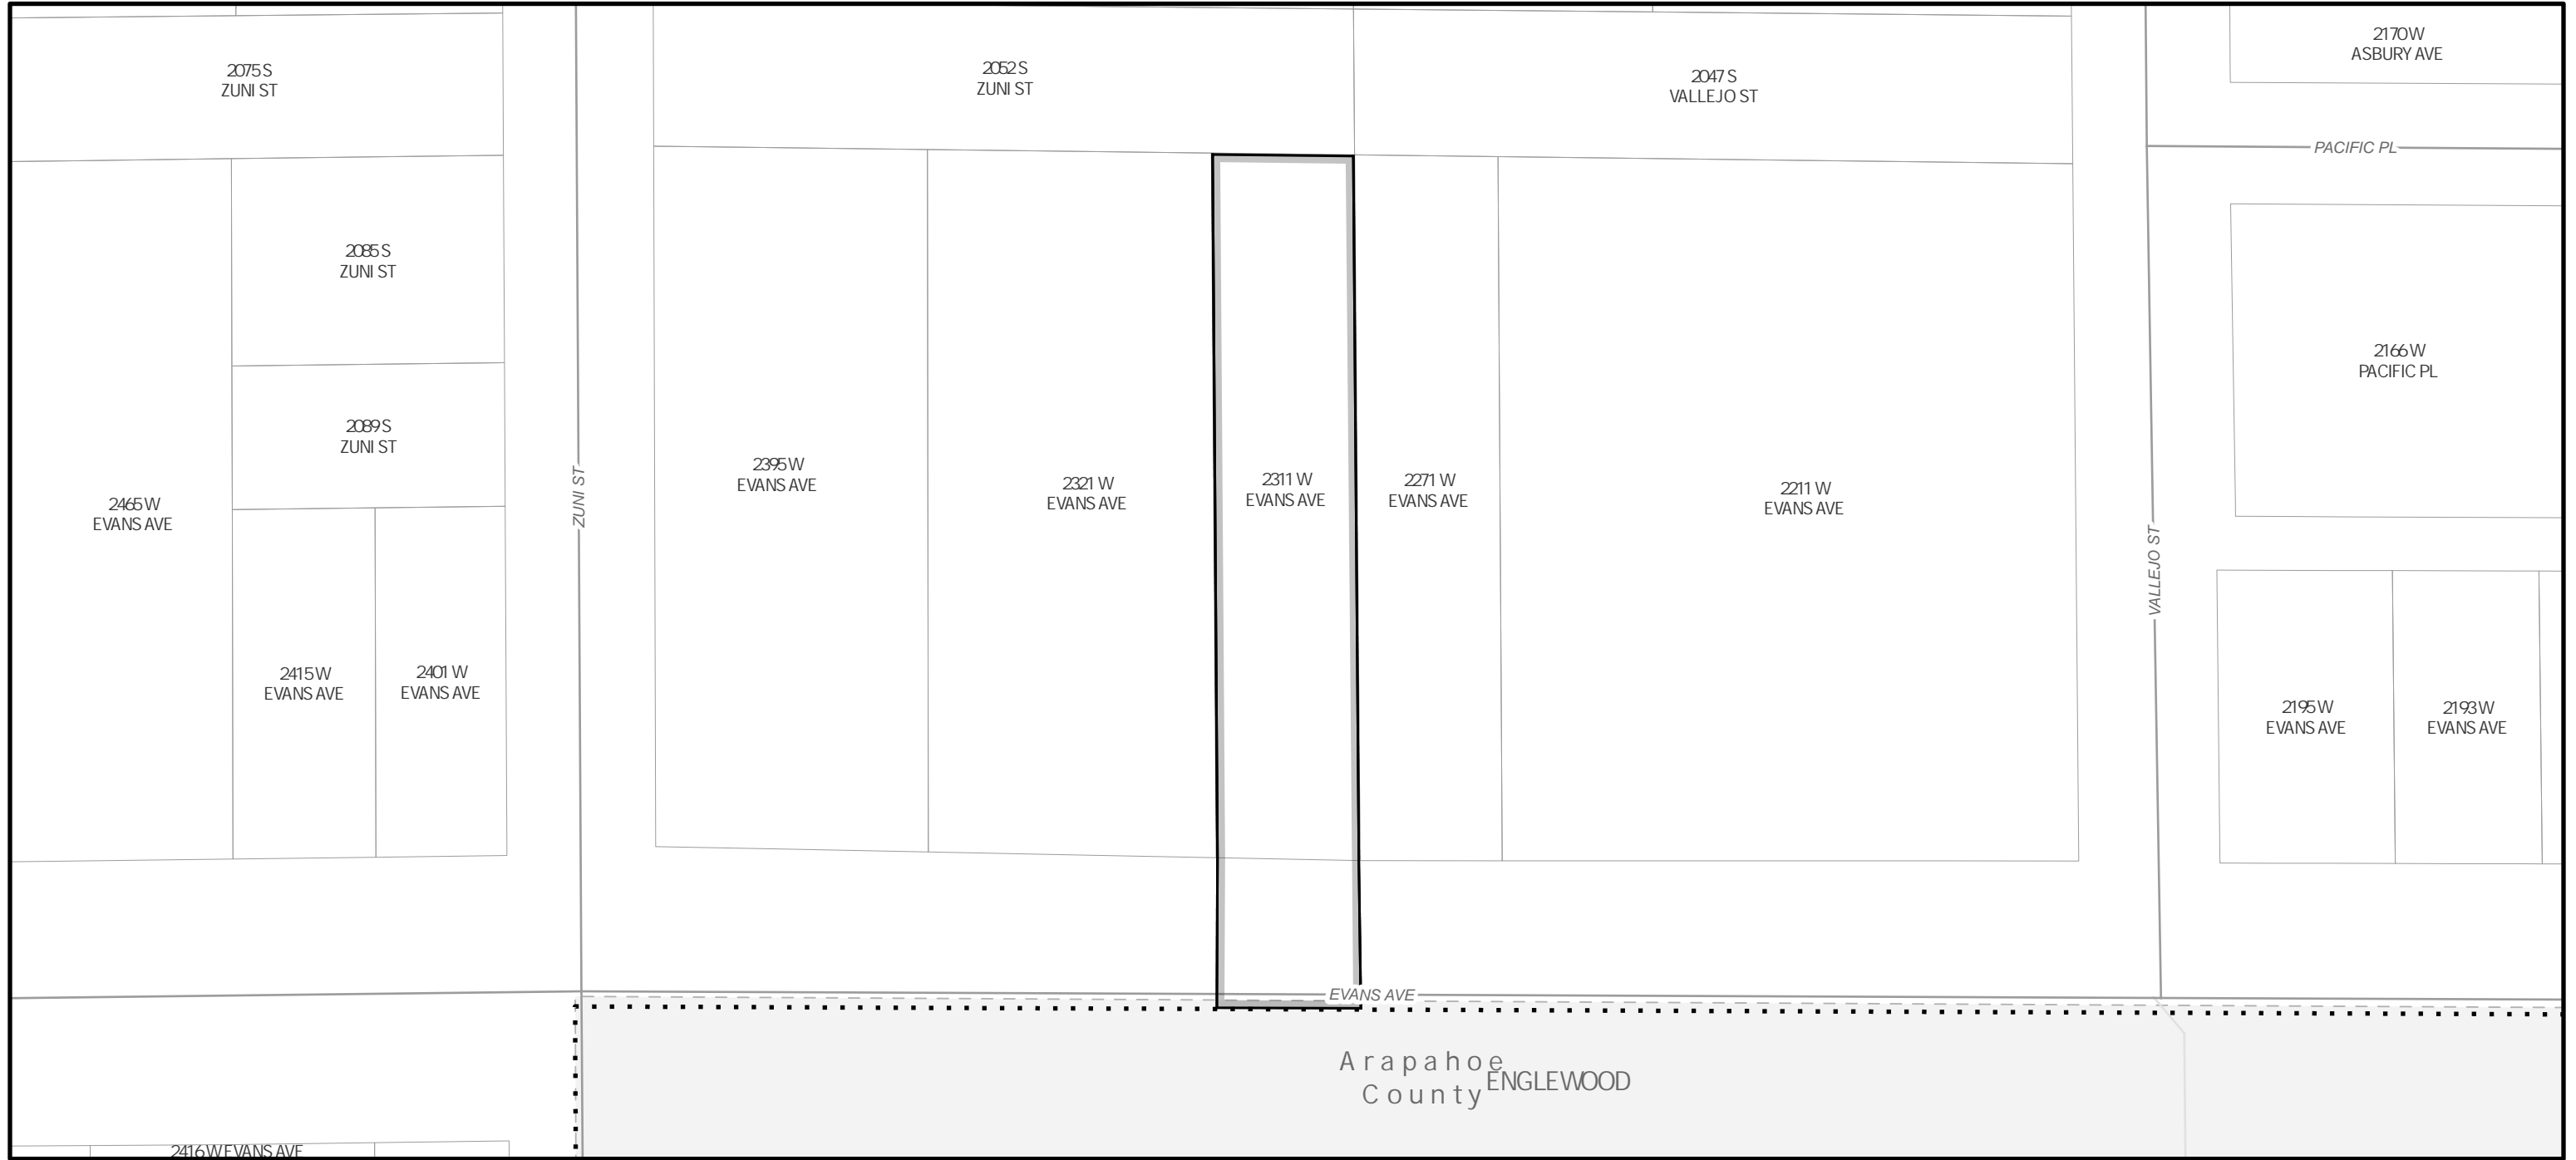 2075 S
ZUNI ST
2052 S
ZUNI ST
2047 S
VALLEJO ST
2170 W
ASBURY AVE
PACIFIC PL
2085 S
ZUNI ST
2166 W
PACIFIC PL
2089 S
ZUNI ST
2465 W
EVANS AVE
ZUNI ST
2395 W
EVANS AVE
2321 W
EVANS AVE
2311 W
EVANS AVE
2271 W
EVANS AVE
2211 W
EVANS AVE
VALLEJO ST
2415 W
EVANS AVE
2401 W
EVANS AVE
2195 W
EVANS AVE
2193 W
EVANS AVE
EVANS AVE
Arapahoe
County
ENGLEWOOD
2416 W EVANS AVE